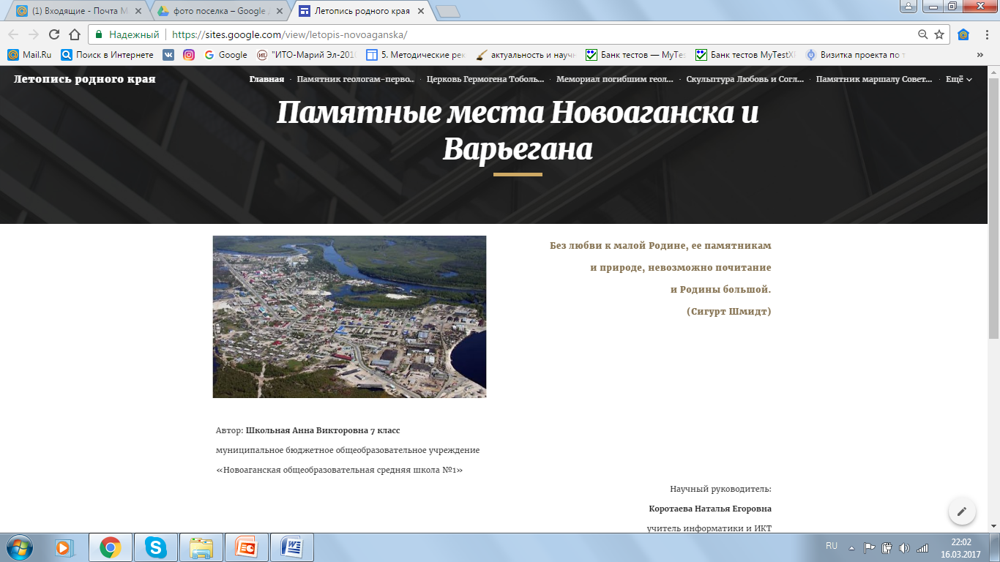 (1) Входящие - Почта M
фото поселка – Google
Летопись родного края
Надежный
https://sites.google.com/view/letopis-novoaganska/
Mail.Ru
Поиск в Интернете
Google
"ИТО-Марий Эл-201
5. Методические рек
актуальность и научн
Банк тестов — MyTe
Банк тестов MyTestX
Визитка проекта по т
»
Летопись родного края
Главная · Памятник геологам-перво... · Церковь Гермогена Тоболь... · Мемориал погибшим геол... · Скульптура Любовь и Согл... · Памятник маршалу Совет... · Ещё
Памятные места Новоаганска и
Варьегана
Без любви к малой Родине, ее памятникам
и природе, невозможно почитание
и Родины большой.
(Сигурт Шмидт)
Автор: Школьная Анна Викторовна 7 класс
муниципальное бюджетное общеобразовательное учреждение
«Новоаганская общеобразовательная средняя школа №1»
Научный руководитель:
Коротаева Наталья Егоровна
учитель информатики и ИКТ
RU
22:02
16.03.2017